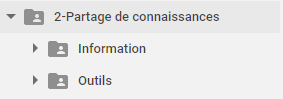 2-Partage de connaissances
Information
Outils